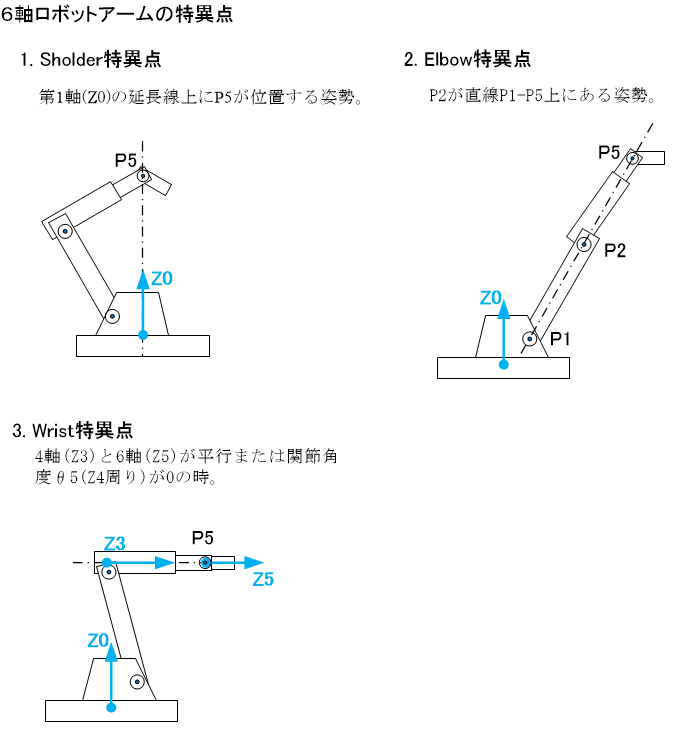 ６軸ロボットアームの特異点
1. Sholder特異点
第1軸(Z0)の延長線上にP5が位置する姿勢。
P5
Z0
2. Elbow特異点
P2が直線P1-P5上にある姿勢。
P5
P2
Z0
P1
3. Wrist特異点
4軸(Z3)と6軸(Z5)が平行または関節角
度θ5(Z4周り)が0の時。
Z3
P5
Z5
Z0